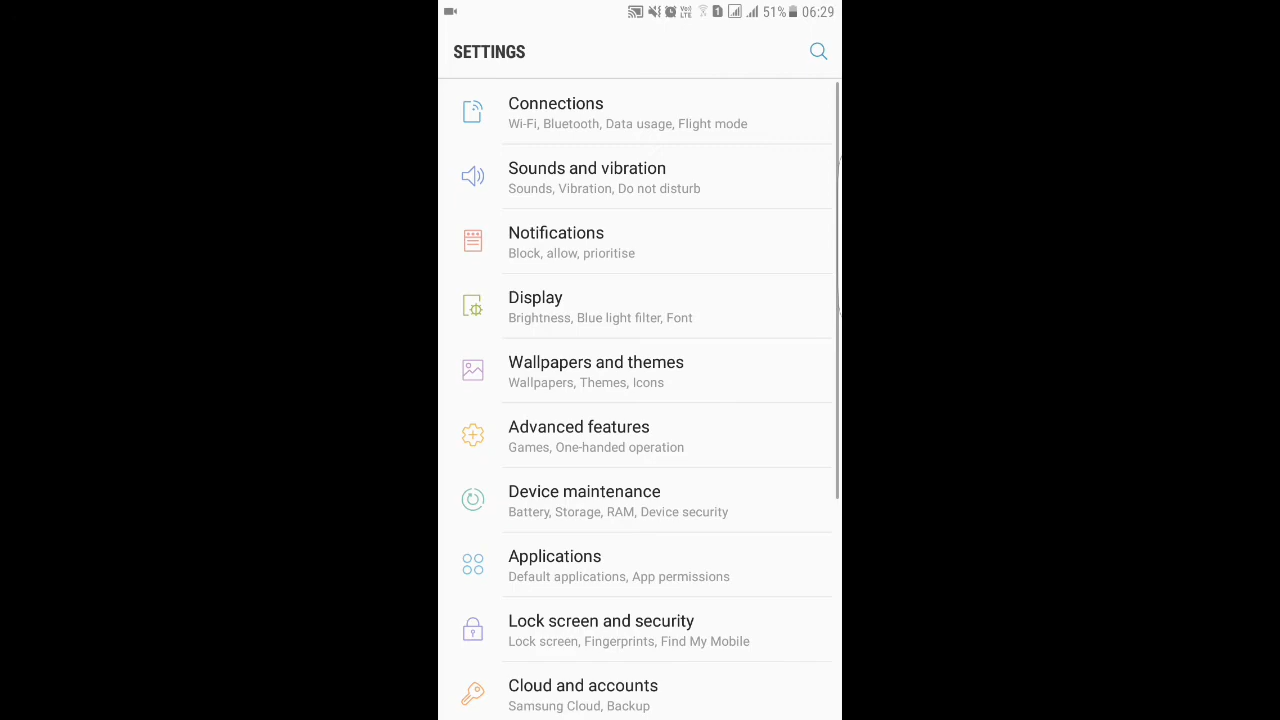 Vo) LTE 1 51% 06:29
SETTINGS
Connections
Wi-Fi, Bluetooth, Data usage, Flight mode
Sounds and vibration
Sounds, Vibration, Do not disturb
Notifications
Block, allow, prioritise
Display
Brightness, Blue light filter, Font
Wallpapers and themes
Wallpapers, Themes, Icons
Advanced features
Games, One-handed operation
Device maintenance
Battery, Storage, RAM, Device security
Applications
Default applications, App permissions
Lock screen and security
Lock screen, Fingerprints, Find My Mobile
Cloud and accounts
Samsung Cloud, Backup